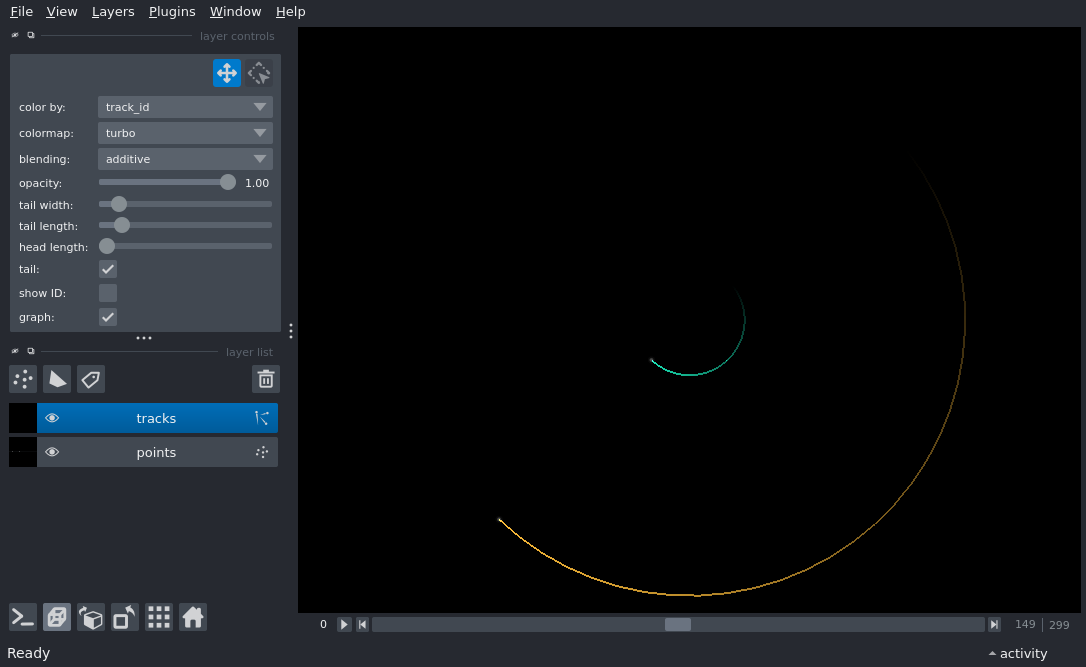 File View Layers Plugins Window Help
layer controls
color by: track_id
colormap: turbo
blending: additive
opacity: 1.00
tail width:
tail length:
head length:
tail:
show ID:
graph:
layer list
tracks
points
0 149 299
Ready activity